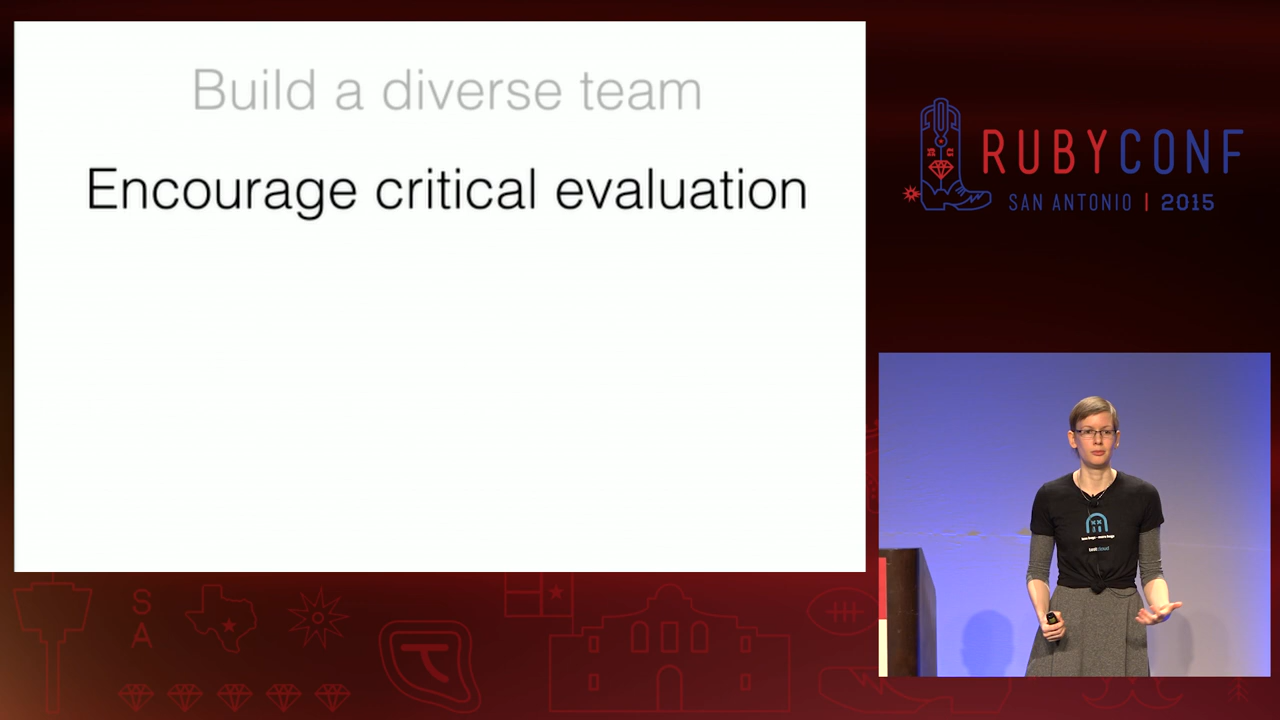 Build a diverse team
Encourage critical evaluation
RUBYCONF
SAN ANTONIO | 2015
S
A